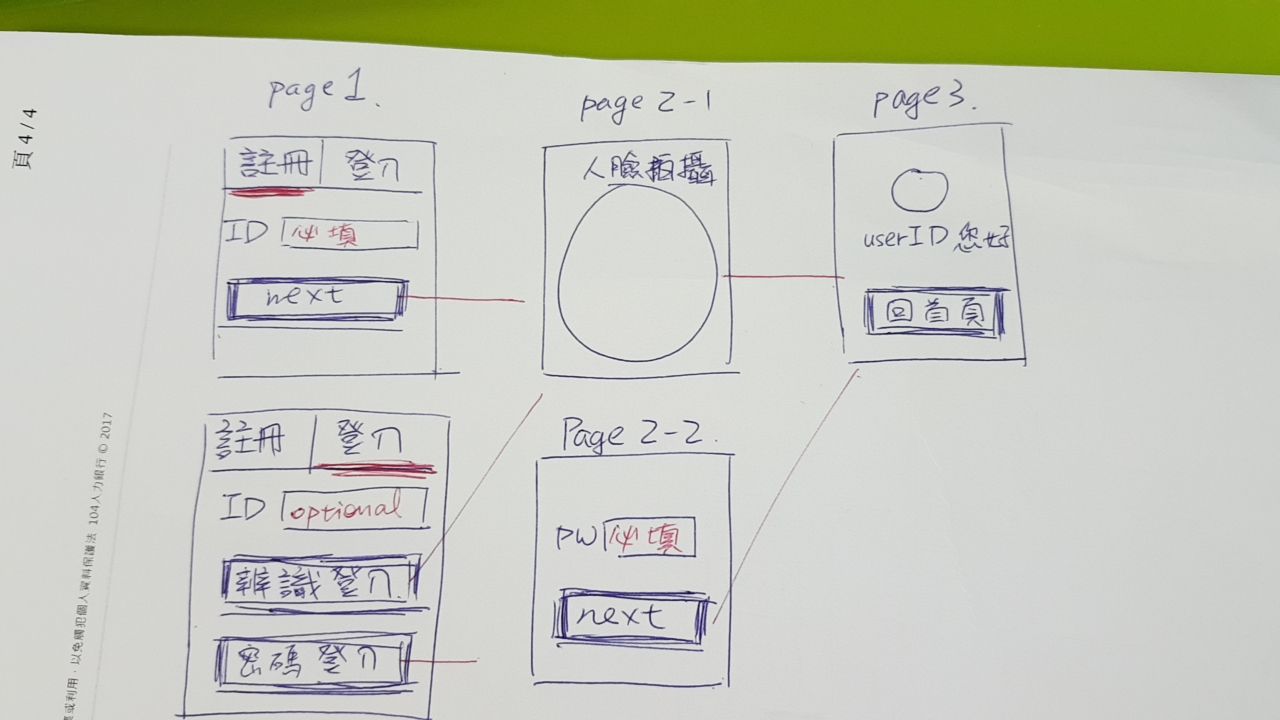 頁 4 / 4
page 1.
註冊 登入
ID 必填
next
page 2-1
人臉拍攝
page 3.
userID 您好
回首頁
註冊 登入
ID optional
辨識登入
密碼登入
Page 2-2.
PW 必填
next
或利用，以免觸犯個人資料保護法 104人力銀行 © 2017